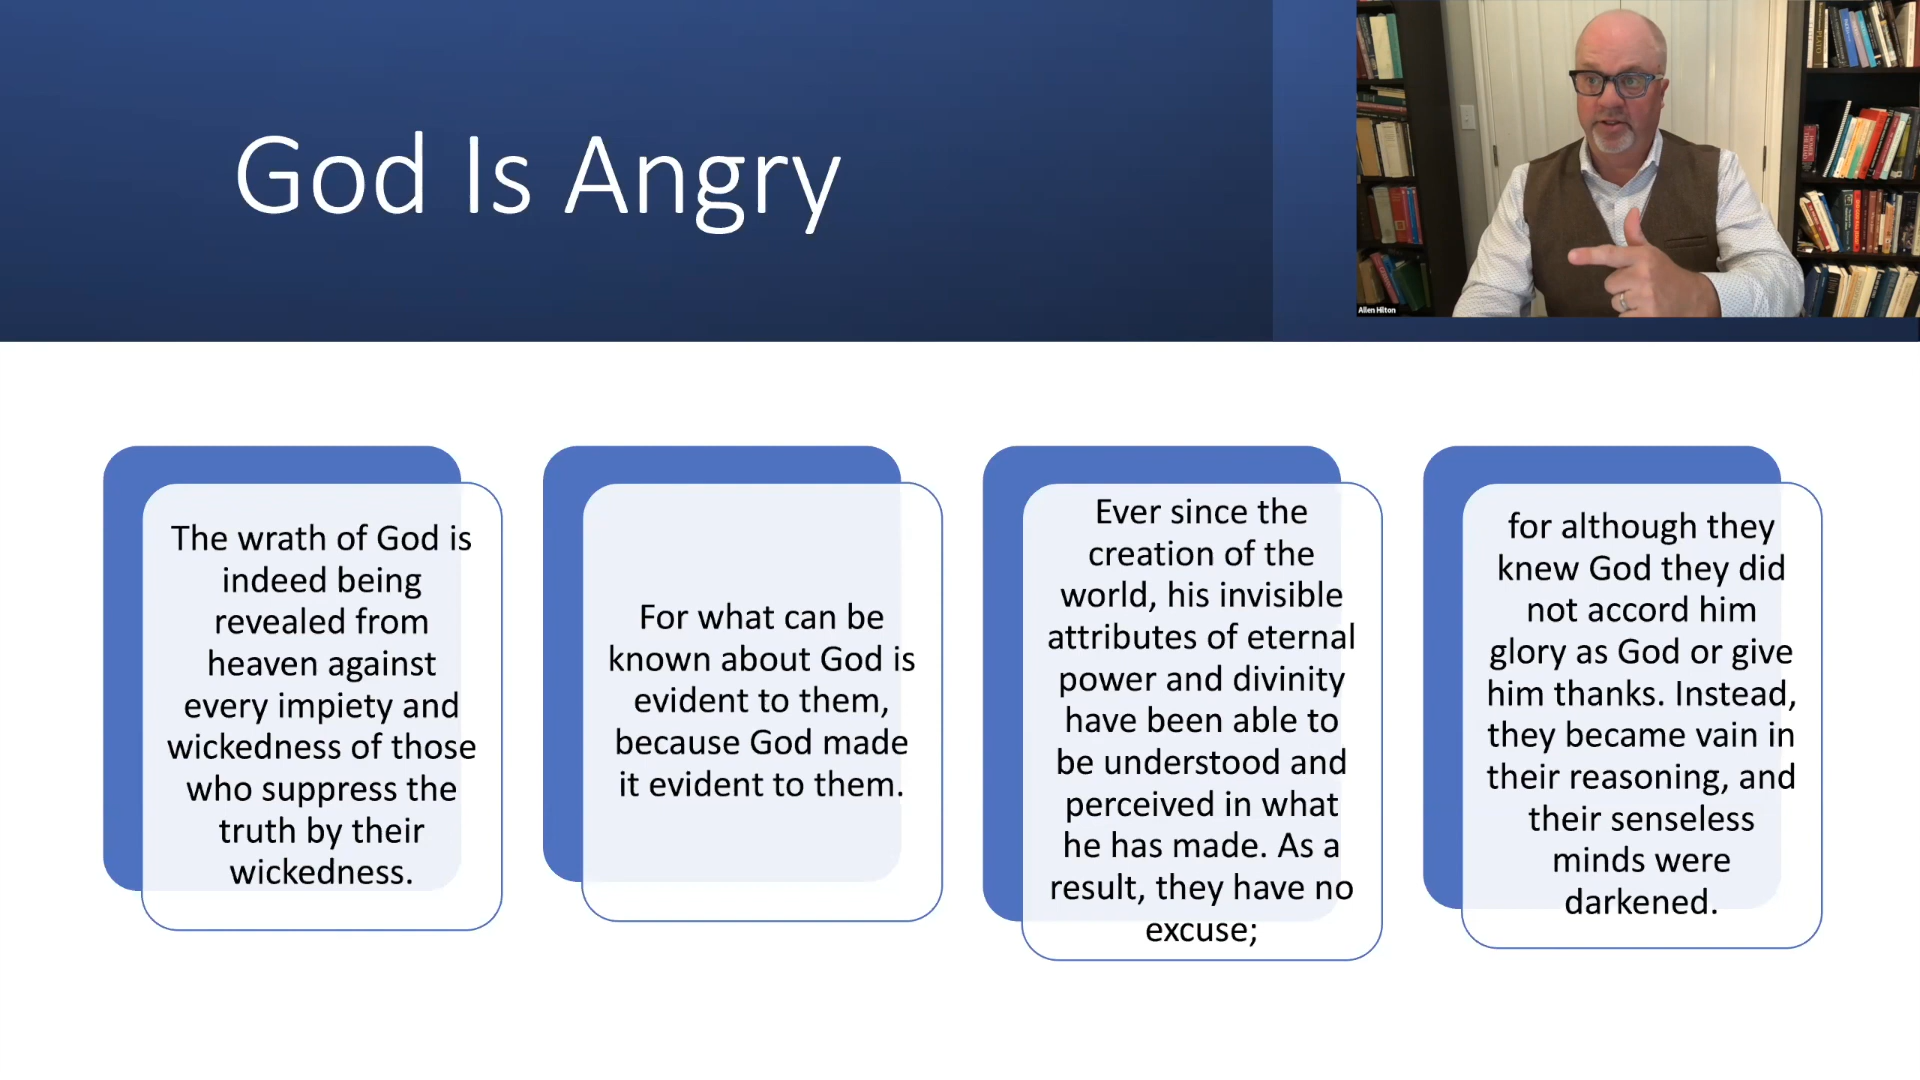 God Is Angry
Allen Hilton
The wrath of God is
indeed being
revealed from
heaven against
every impiety and
wickedness of those
who suppress the
truth by their
wickedness.
For what can be
known about God is
evident to them,
because God made
it evident to them.
Ever since the
creation of the
world, his invisible
attributes of eternal
power and divinity
have been able to
be understood and
perceived in what
he has made. As a
result, they have no
excuse;
for although they
knew God they did
not accord him
glory as God or give
him thanks. Instead,
they became vain in
their reasoning, and
their senseless
minds were
darkened.